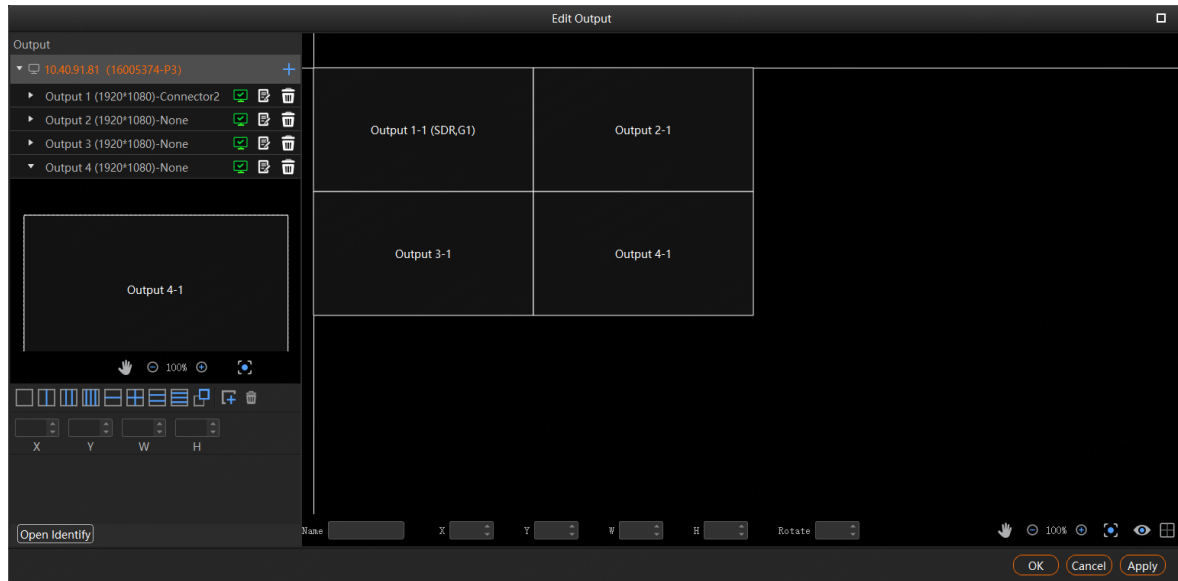 Edit Output
Output
10.40.91.81 (16005374-P3)
Output 1 (1920*1080)-Connector2
Output 2 (1920*1080)-None
Output 3 (1920*1080)-None
Output 4 (1920*1080)-None
Output 4-1
100%
X Y W H
Open Identify
Output 1-1 (SDR,G1) Output 2-1
Output 3-1 Output 4-1
Name X Y W H Rotate 100%
OK Cancel Apply